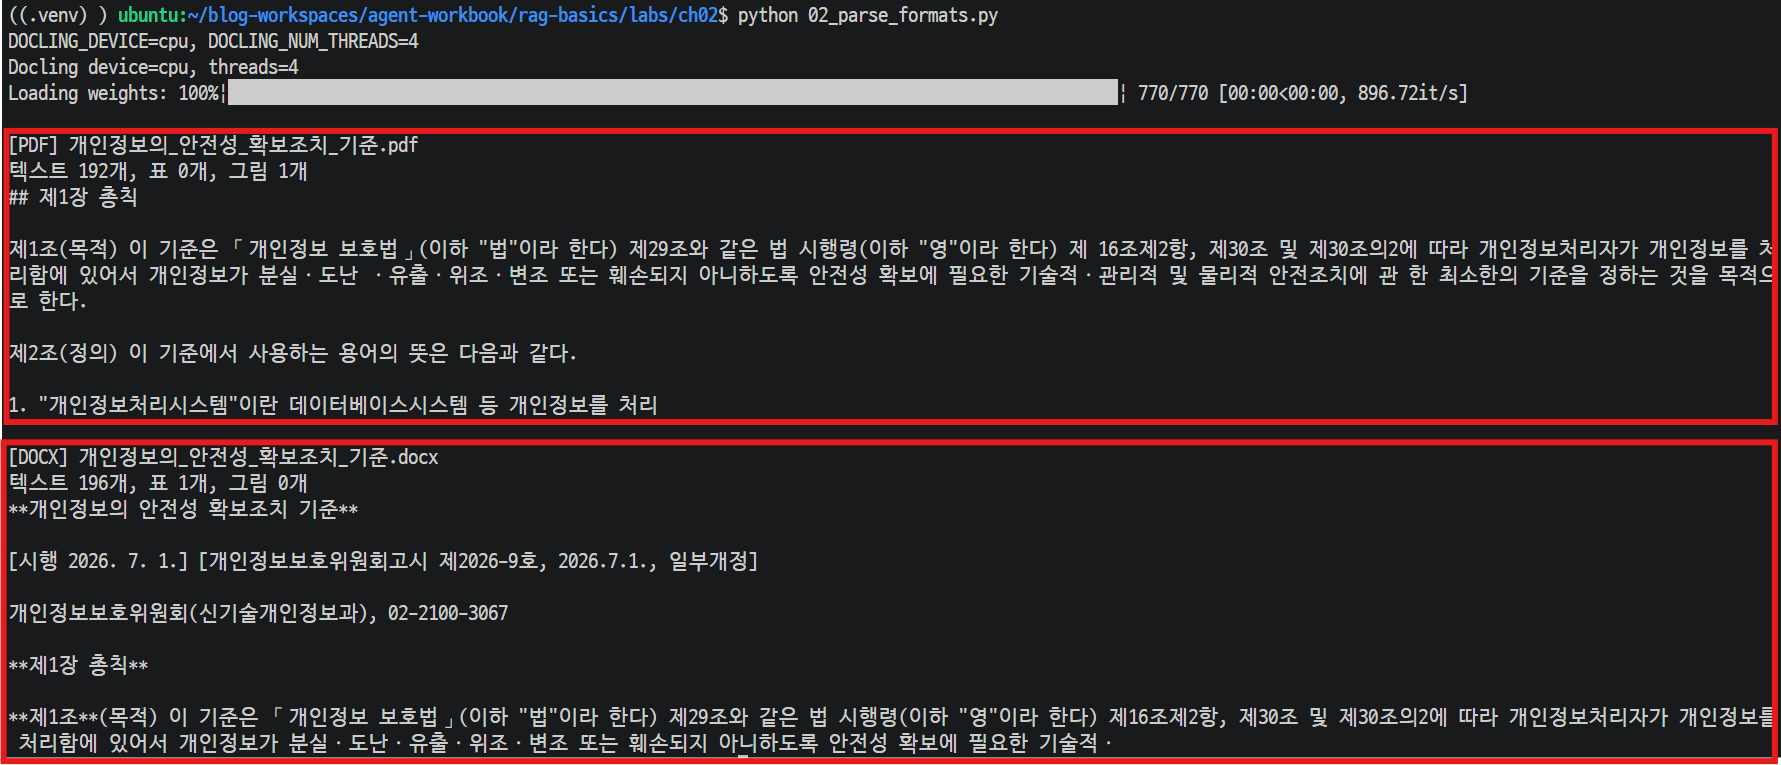 ((.venv) ) ubuntu:~/blog-workspaces/agent-workbook/rag-basics/labs/ch02$ python 02_parse_formats.py
DOCLING_DEVICE=cpu, DOCLING_NUM_THREADS=4
Docling device=cpu, threads=4
Loading weights: 100%¦ ¦ 770/770 [00:00<00:00, 896.72it/s]
[PDF] 개인정보의_안전성_확보조치_기준.pdf
텍스트 192개, 표 0개, 그림 1개
## 제1장 총칙
제1조(목적) 이 기준은 「개인정보 보호법」(이하 "법"이라 한다) 제29조와 같은 법 시행령(이하 "영"이라 한다) 제 16조제2항, 제30조 및 제30조의2에 따라 개인정보처리자가 개인정보를 처
리함에 있어서 개인정보가 분실ㆍ도난 ㆍ유출ㆍ위조ㆍ변조 또는 훼손되지 아니하도록 안전성 확보에 필요한 기술적ㆍ관리적 및 물리적 안전조치에 관 한 최소한의 기준을 정하는 것을 목적으
로 한다.
제2조(정의) 이 기준에서 사용하는 용어의 뜻은 다음과 같다.
1. "개인정보처리시스템"이란 데이터베이스시스템 등 개인정보를 처리
[DOCX] 개인정보의_안전성_확보조치_기준.docx
텍스트 196개, 표 1개, 그림 0개
**개인정보의 안전성 확보조치 기준**
[시행 2026. 7. 1.] [개인정보보호위원회고시 제2026-9호, 2026.7.1., 일부개정]
개인정보보호위원회(신기술개인정보과), 02-2100-3067
**제1장 총칙**
**제1조**(목적) 이 기준은 「개인정보 보호법」(이하 "법"이라 한다) 제29조와 같은 법 시행령(이하 "영"이라 한다) 제16조제2항, 제30조 및 제30조의2에 따라 개인정보처리자가 개인정보를
처리함에 있어서 개인정보가 분실ㆍ도난ㆍ유출ㆍ위조ㆍ변조 또는 훼손되지 아니하도록 안전성 확보에 필요한 기술적ㆍ